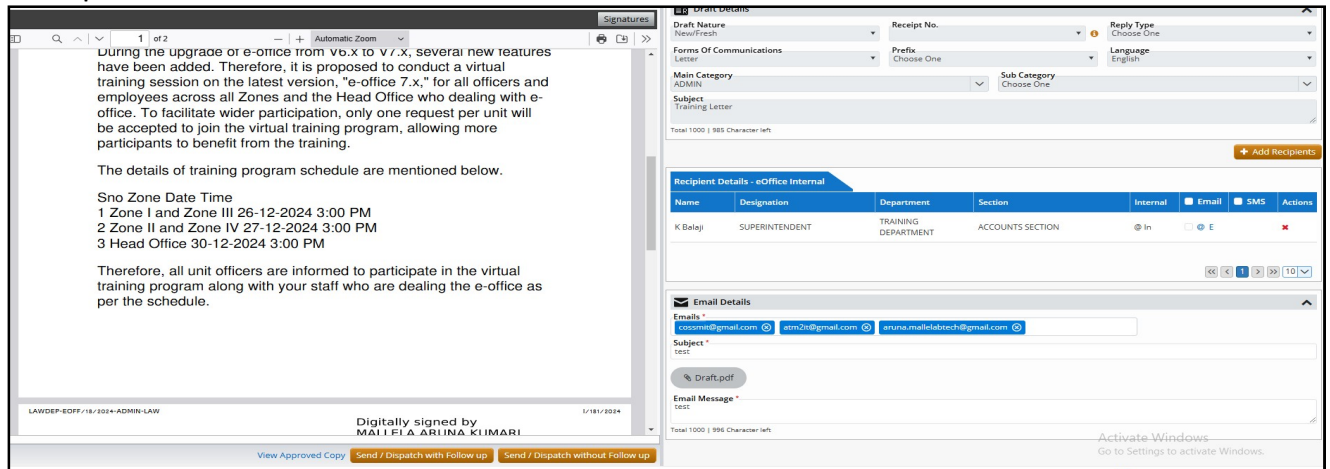 Signatures
1 of 2
Automatic Zoom
During the upgrade of e-office from V6.x to V7.x, several new features
have been added. Therefore, it is proposed to conduct a virtual
training session on the latest version, "e-office 7.x," for all officers and
employees across all Zones and the Head Office who dealing with e-
office. To facilitate wider participation, only one request per unit will
be accepted to join the virtual training program, allowing more
participants to benefit from the training.
The details of training program schedule are mentioned below.
Sno Zone Date Time
1 Zone I and Zone III 26-12-2024 3:00 PM
2 Zone II and Zone IV 27-12-2024 3:00 PM
3 Head Office 30-12-2024 3:00 PM
Therefore, all unit officers are informed to participate in the virtual
training program along with your staff who are dealing the e-office as
per the schedule.
LAWDEP-EOFF/18/2024-ADMIN-LAW
I/181/2024
Digitally signed by
MALLELA ARUNA KUMARI
View Approved Copy Send / Dispatch with Follow up Send / Dispatch without Follow up
Draft Details
Draft Nature Receipt No. Reply Type
New/Fresh Choose One
Forms Of Communications Prefix Language
Letter Choose One English
Main Category Sub Category
ADMIN Choose One
Subject
Training Letter
Total 1000 | 985 Character left
+ Add Recipients
Recipient Details - eOffice Internal
Name Designation Department Section Internal Email SMS Actions
K Balaji SUPERINTENDENT TRAINING DEPARTMENT ACCOUNTS SECTION @ In @ E
1 10
Email Details
Emails *
cossmit@gmail.com atm2it@gmail.com aruna.mallelabtech@gmail.com
Subject *
test
Draft.pdf
Email Message *
test
Total 1000 | 996 Character left
Activate Windows
Go to Settings to activate Windows.